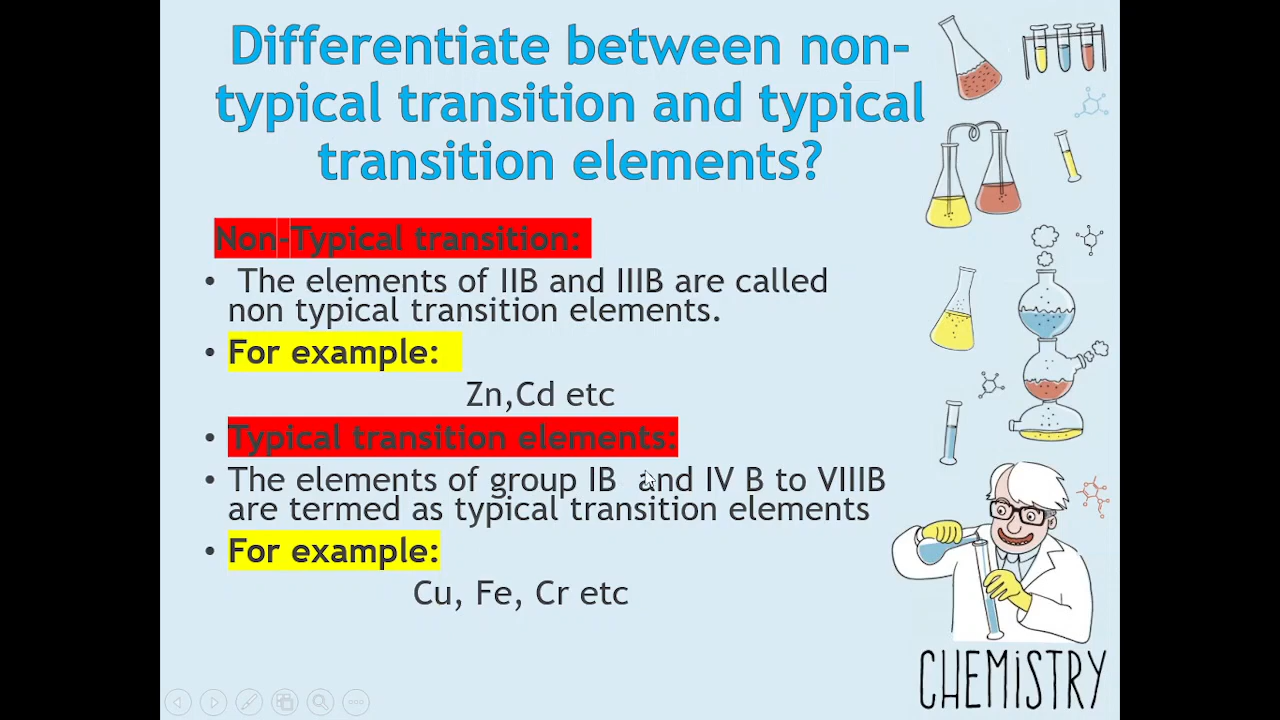 Differentiate between non-
typical transition and typical
transition elements?
Non-Typical transition:
• The elements of IIB and IIIB are called
non typical transition elements.
• For example:
Zn,Cd etc
• Typical transition elements:
• The elements of group IB and IV B to VIIIB
are termed as typical transition elements
• For example:
Cu, Fe, Cr etc
CHEMiSTRY